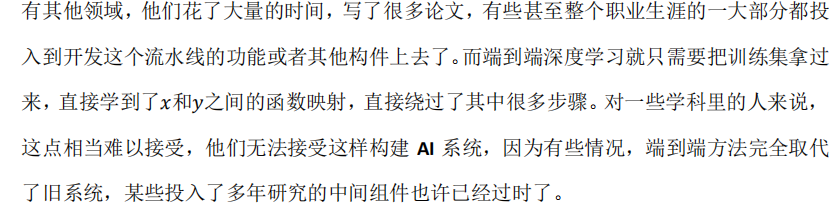 有其他领域，他们花了大量的时间，写了很多论文，有些甚至整个职业生涯的一大部分都投
入到开发这个流水线的功能或者其他构件上去了。而端到端深度学习就只需要把训练集拿过
来，直接学到了x和y之间的函数映射，直接绕过了其中很多步骤。对一些学科里的人来说，
这点相当难以接受，他们无法接受这样构建 AI 系统，因为有些情况，端到端方法完全取代
了旧系统，某些投入了多年研究的中间组件也许已经过时了。